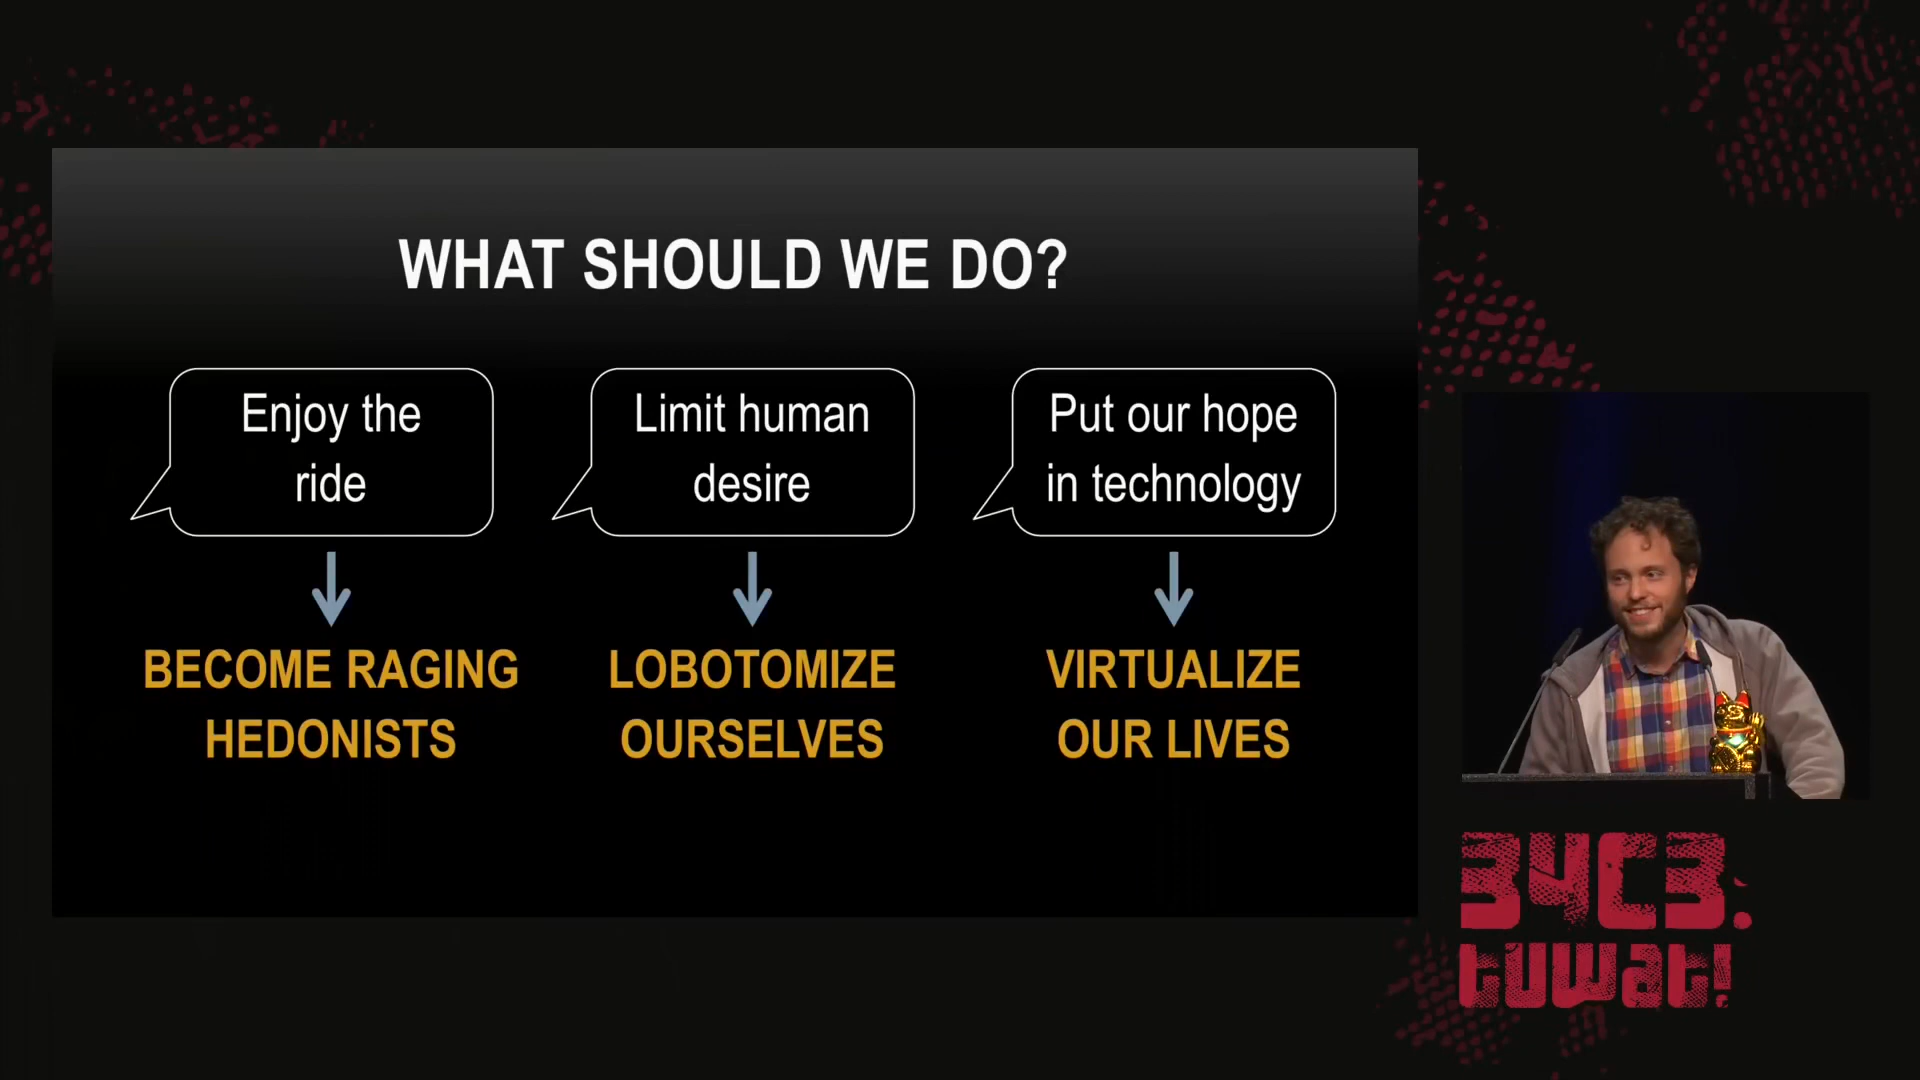 WHAT SHOULD WE DO?
Enjoy the
ride
Limit human
desire
Put our hope
in technology
BECOME RAGING
HEDONISTS
LOBOTOMIZE
OURSELVES
VIRTUALIZE
OUR LIVES
34C3.
tuwat!